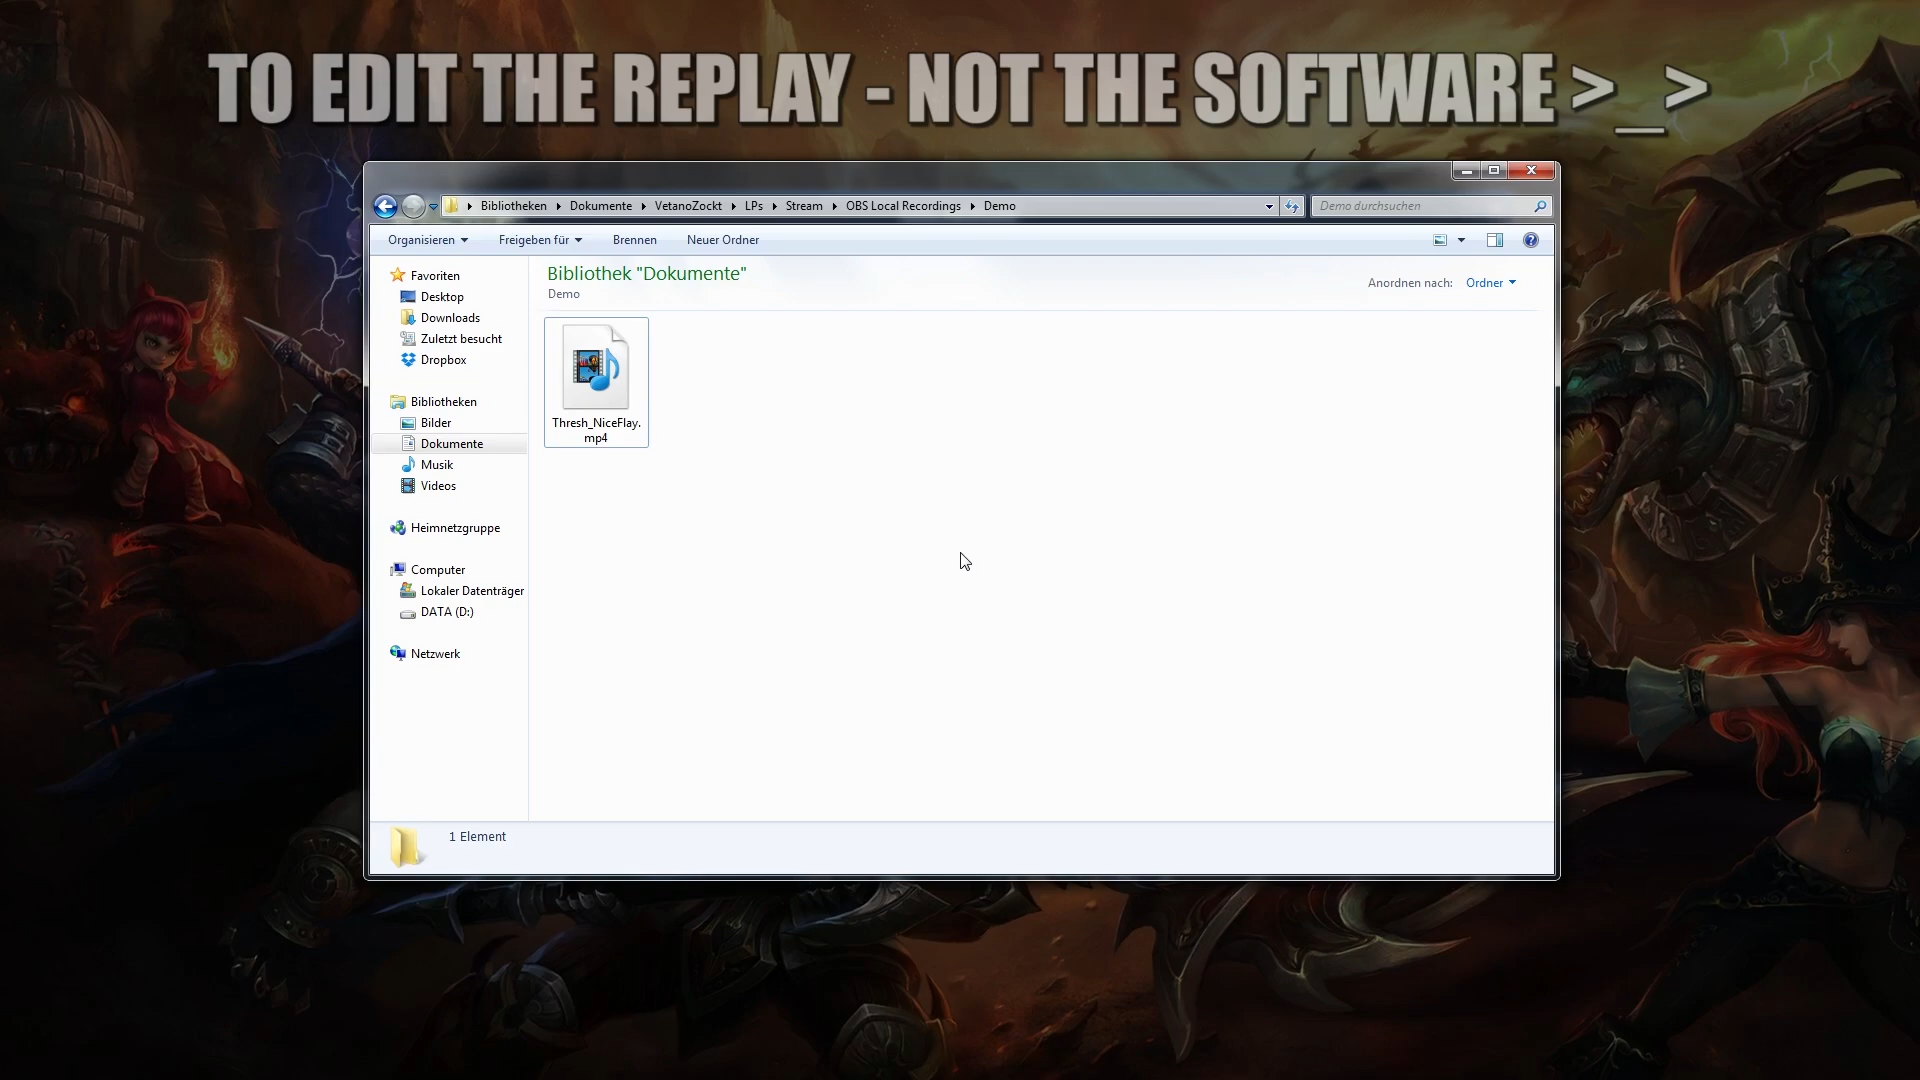 TO EDIT THE REPLAY - NOT THE SOFTWARE >_>
Bibliotheken Dokumente VetanoZockt LPs Stream OBS Local Recordings Demo
Demo durchsuchen
Organisieren Freigeben für Brennen Neuer Ordner
Favoriten
Desktop
Downloads
Zuletzt besucht
Dropbox
Bibliotheken
Bilder
Dokumente
Musik
Videos
Heimnetzgruppe
Computer
Lokaler Datenträger
DATA (D:)
Netzwerk
Bibliothek "Dokumente"
Demo
Anordnen nach: Ordner
Thresh_NiceFlay.
mp4
1 Element